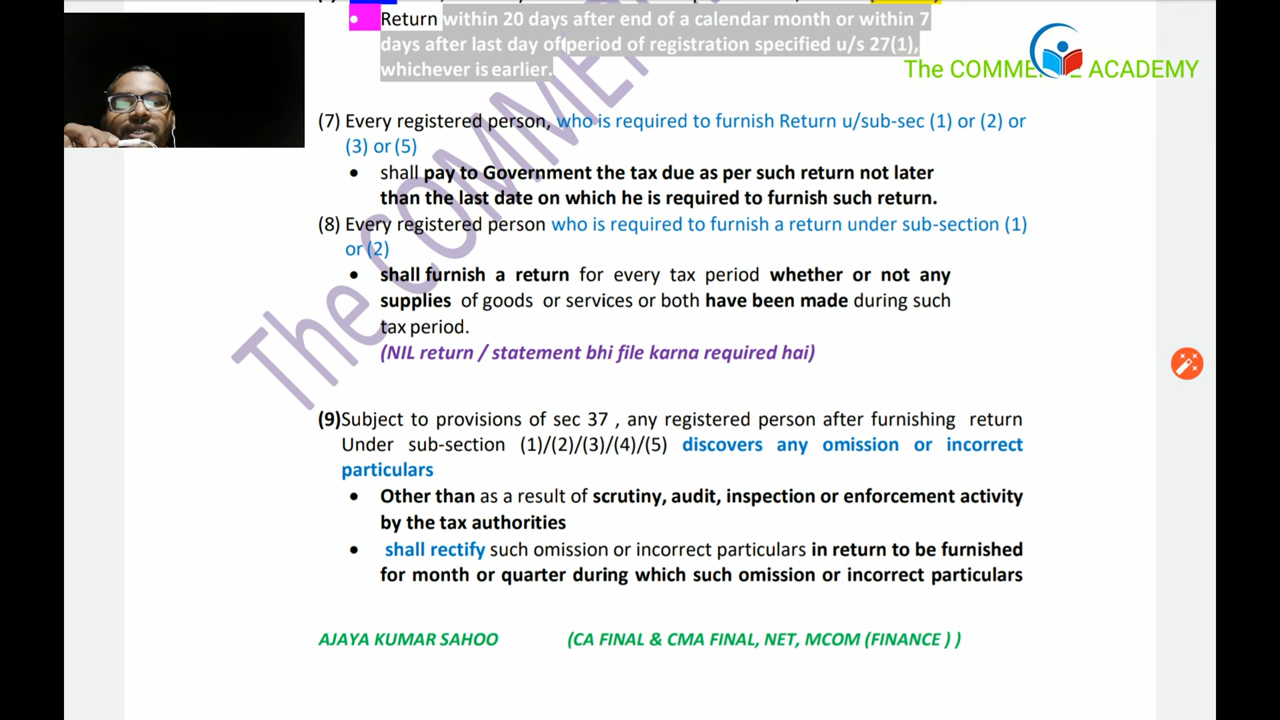 • Return within 20 days after end of a calendar month or within 7
days after last day of period of registration specified u/s 27(1),
whichever is earlier.
The COMMERCE ACADEMY
(7) Every registered person, who is required to furnish Return u/sub-sec (1) or (2) or
(3) or (5)
• shall pay to Government the tax due as per such return not later
than the last date on which he is required to furnish such return.
(8) Every registered person who is required to furnish a return under sub-section (1)
or (2)
• shall furnish a return for every tax period whether or not any
supplies of goods or services or both have been made during such
tax period.
(NIL return / statement bhi file karna required hai)
(9)Subject to provisions of sec 37 , any registered person after furnishing return
Under sub-section (1)/(2)/(3)/(4)/(5) discovers any omission or incorrect
particulars
• Other than as a result of scrutiny, audit, inspection or enforcement activity
by the tax authorities
• shall rectify such omission or incorrect particulars in return to be furnished
for month or quarter during which such omission or incorrect particulars
AJAYA KUMAR SAHOO (CA FINAL & CMA FINAL, NET, MCOM (FINANCE ) )
The COMMER